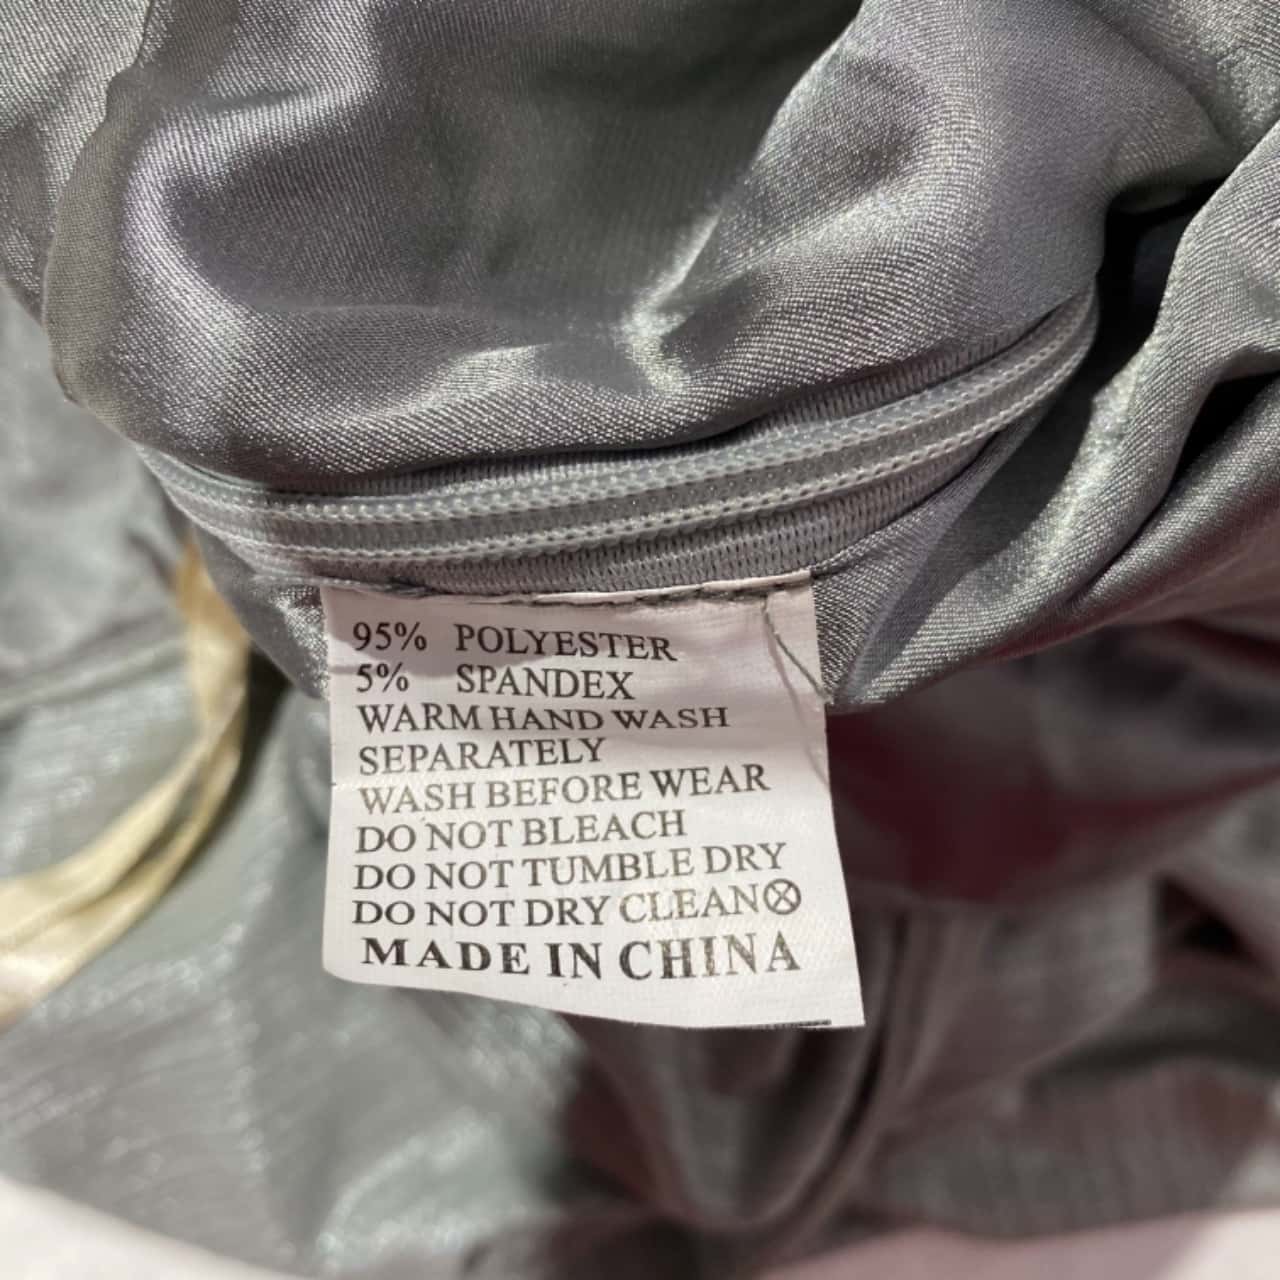 95% POLYESTER
5% SPANDEX
WARM HAND WASH
SEPARATELY
WASH BEFORE WEAR
DO NOT BLEACH
DO NOT TUMBLE DRY
DO NOT DRY CLEAN
MADE IN CHINA